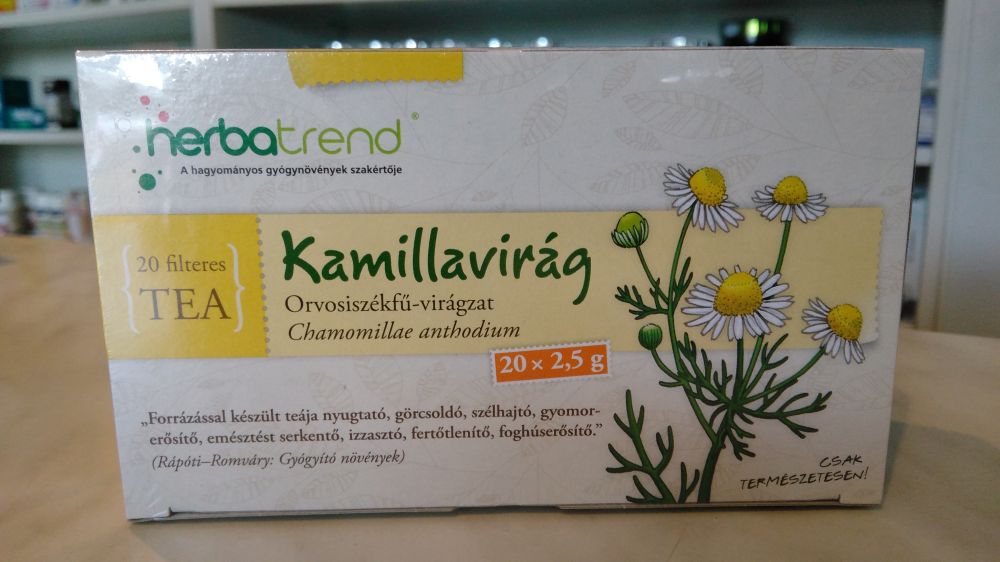 herbatrend®
A hagyományos gyógynövények szakértője
20 filteres
TEA
Kamillavirág
Orvosiszékfű-virágzat
Chamomillae anthodium
20 × 2,5 g
„Forrázással készült teája nyugtató, görcsoldó, szélhajtó, gyomor-
erősítő, emésztést serkentő, izzasztó, fertőtlenítő, foghúserősítő.”
(Rápóti–Romváry: Gyógyító növények)
CSAK
TERMÉSZETESEN!